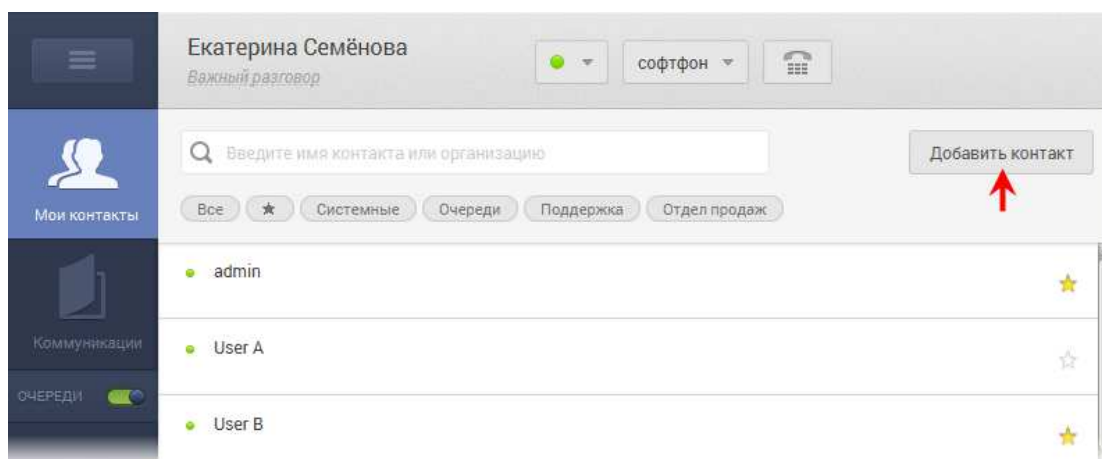 Екатерина Семёнова
Важный разговор
софтфон
Введите имя контакта или организацию
Добавить контакт
Мои контакты
Все Системные Очереди Поддержка Отдел продаж
admin
Коммуникации
User A
ОЧЕРЕДИ
User B